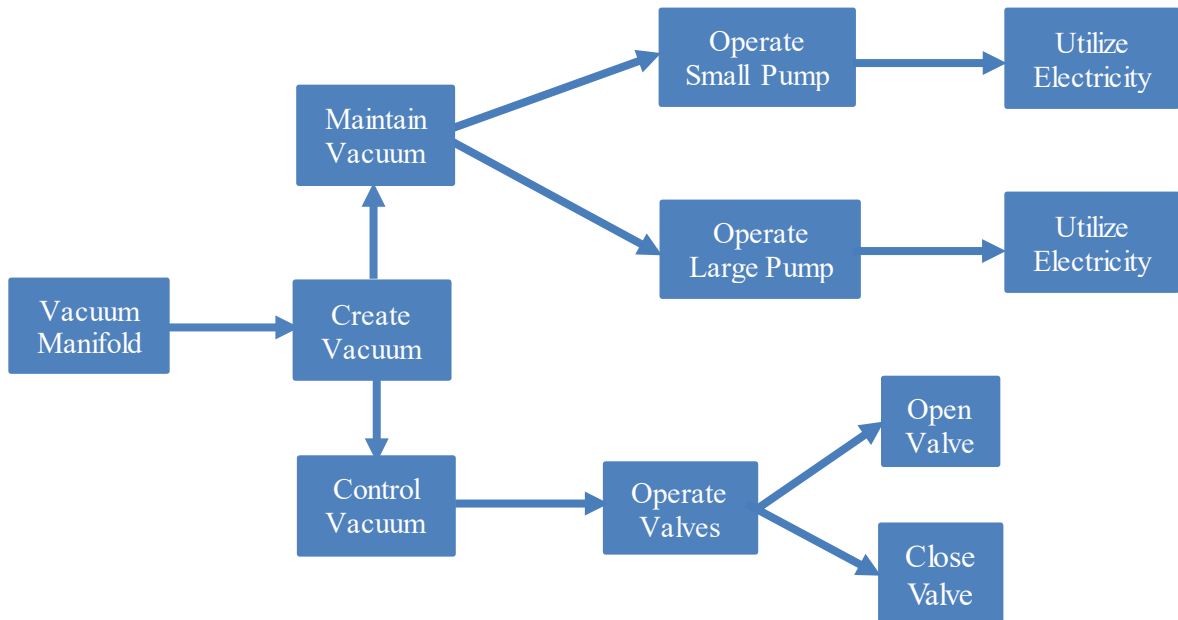 Operate
Small Pump
Utilize
Electricity
Maintain
Vacuum
Operate
Large Pump
Utilize
Electricity
Vacuum
Manifold
Create
Vacuum
Open
Valve
Control
Vacuum
Operate
Valves
Close
Valve